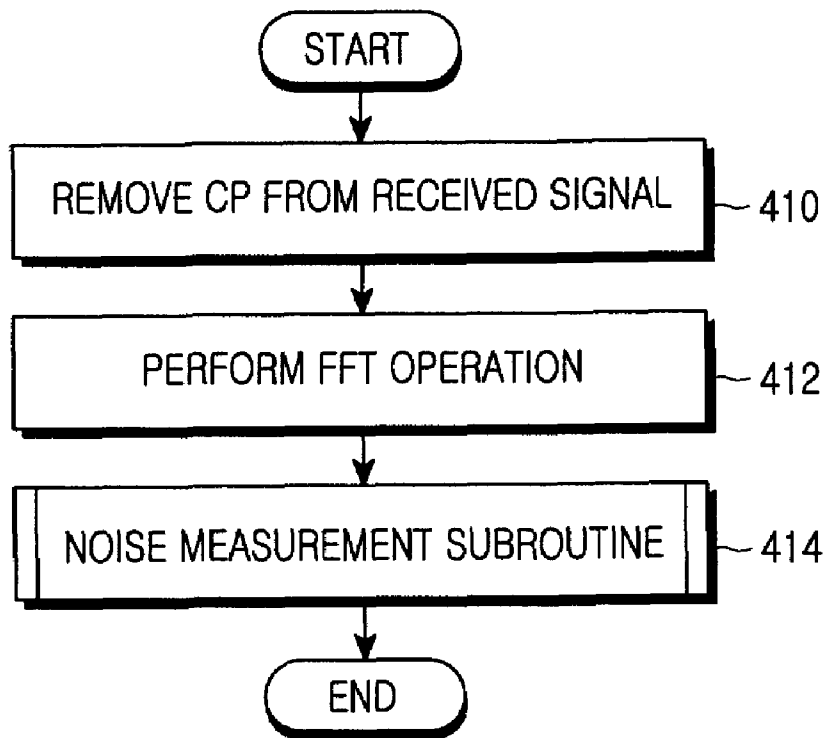 START
REMOVE CP FROM RECEIVED SIGNAL
410
PERFORM FFT OPERATION
412
NOISE MEASUREMENT SUBROUTINE
414
END